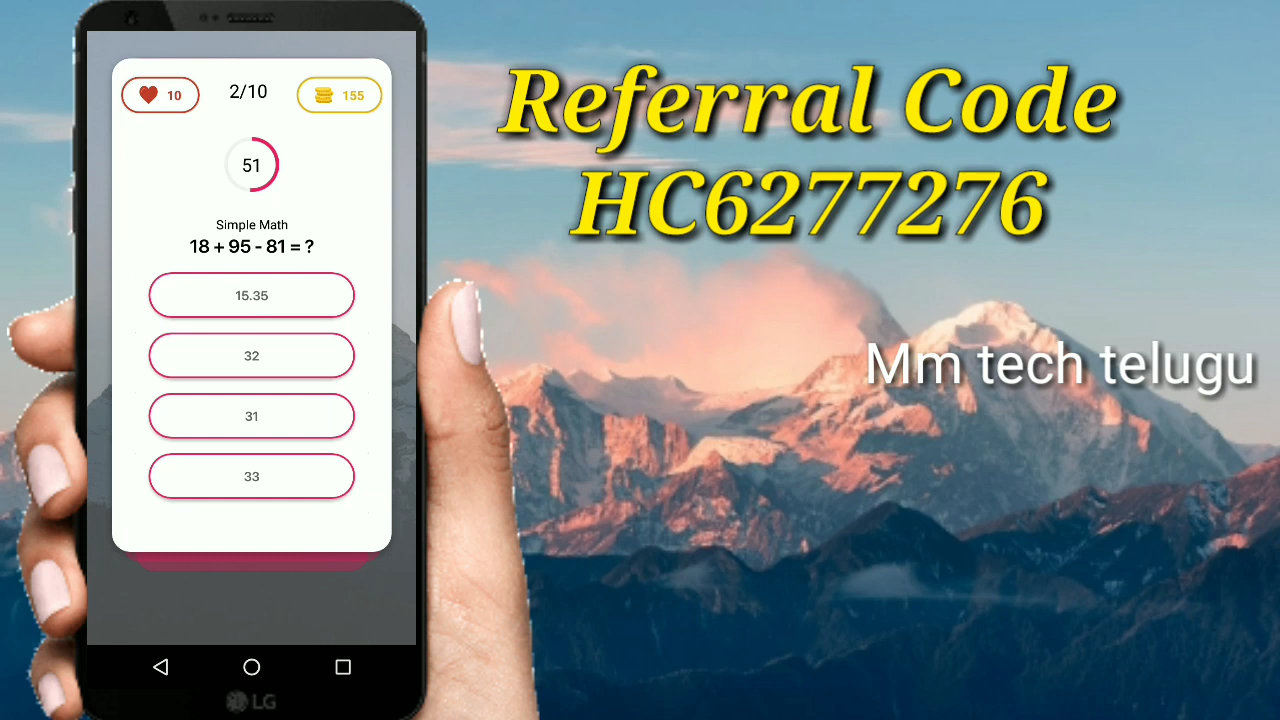 10
2/10
155
51
Simple Math
18 + 95 - 81 = ?
15.35
32
31
33
LG
Referral Code
HC6277276
Mm tech telugu